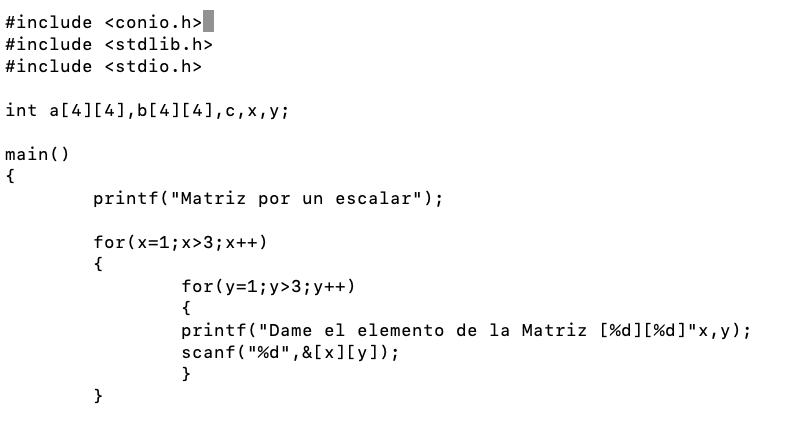 #include <conio.h>
#include <stdlib.h>
#include <stdio.h>
int a[4][4],b[4][4],c,x,y;
main()
{
printf("Matriz por un escalar");
for(x=1;x>3;x++)
{
for(y=1;y>3;y++)
{
printf("Dame el elemento de la Matriz [%d][%d]"x,y);
scanf("%d",&[x][y]);
}
}